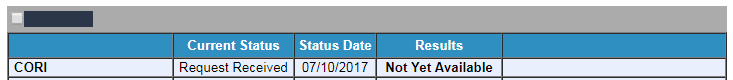 Current Status Status Date Results
CORI Request Received 07/10/2017 Not Yet Available